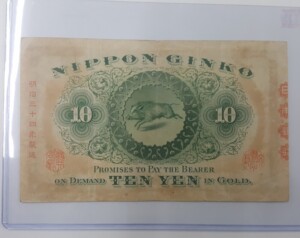 NIPPON GINKO
10
10
PROMISES TO PAY THE BEARER
ON DEMAND TEN YEN IN GOLD.